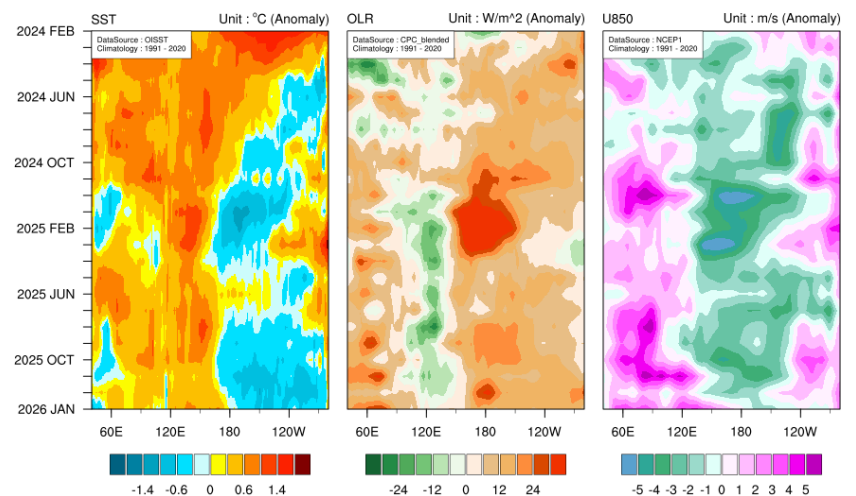 SST Unit : °C (Anomaly)
OLR Unit : W/m^2 (Anomaly)
U850 Unit : m/s (Anomaly)
DataSource : OISST
Climatology : 1991 - 2020
DataSource : CPC_blended
Climatology : 1991 - 2020
DataSource : NCEP1
Climatology : 1991 - 2020
2024 FEB
2024 JUN
2024 OCT
2025 FEB
2025 JUN
2025 OCT
2026 JAN
60E 120E 180 120W
60E 120E 180 120W
60E 120E 180 120W
-1.4 -0.6 0 0.6 1.4
-24 -12 0 12 24
-5 -4 -3 -2 -1 0 1 2 3 4 5